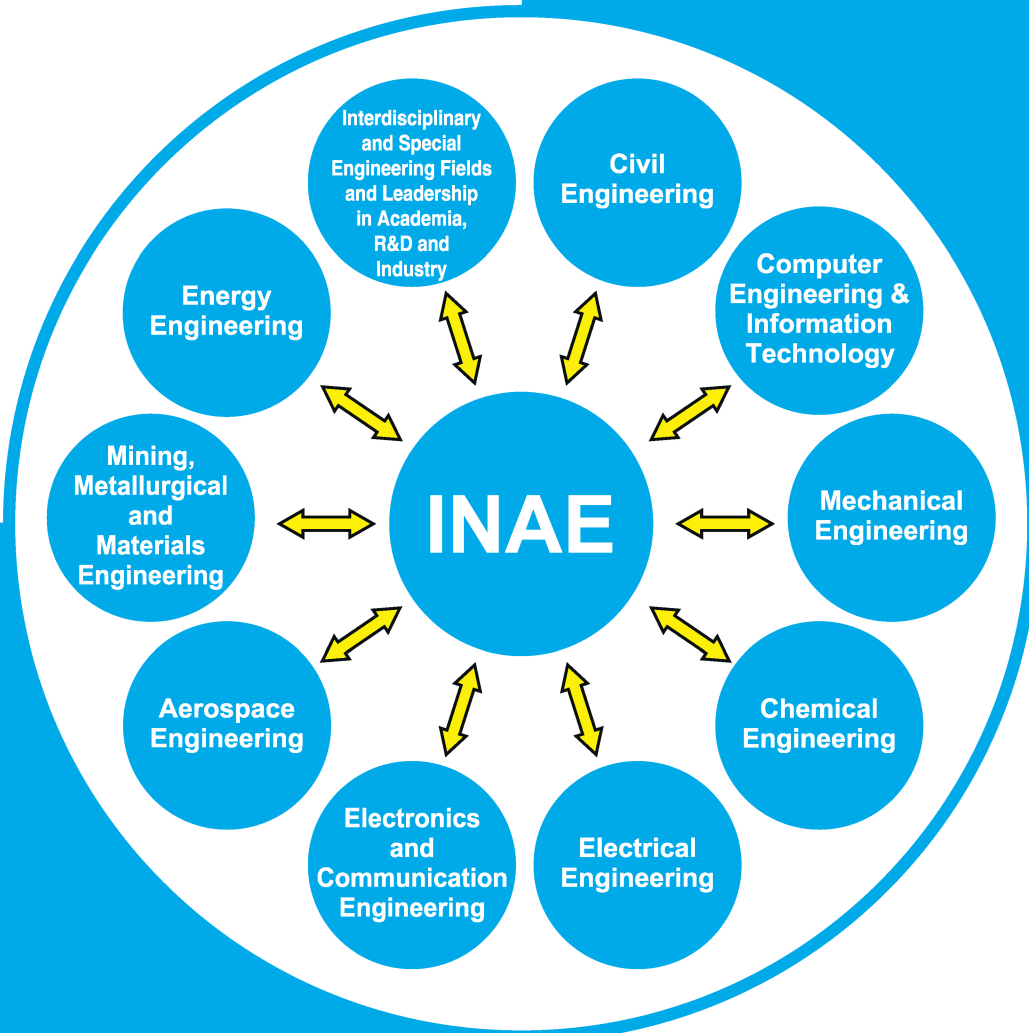 Interdisciplinary
and Special
Engineering Fields
and Leadership
in Academia,
R&D and
Industry
Civil
Engineering
Computer
Engineering &
Information
Technology
Mechanical
Engineering
Chemical
Engineering
Electrical
Engineering
Electronics
and
Communication
Engineering
Aerospace
Engineering
Mining,
Metallurgical
and
Materials
Engineering
Energy
Engineering
INAE